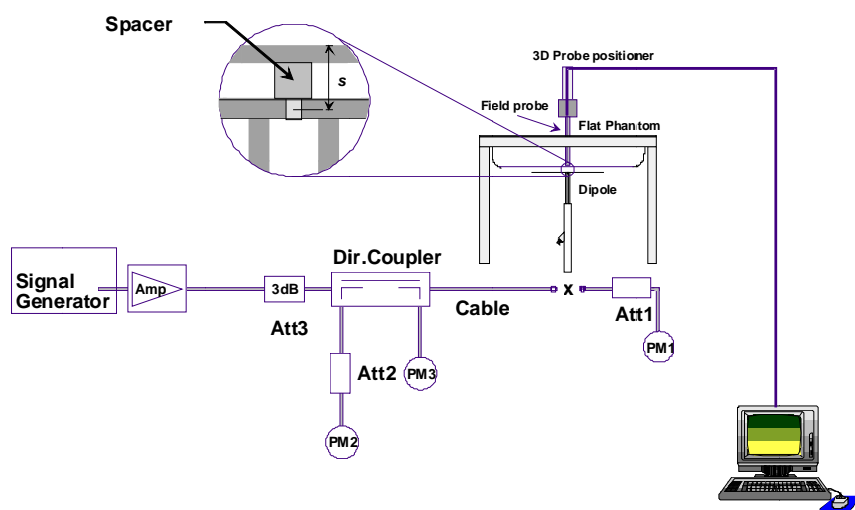 Spacer
s
3D Probe positioner
Field probe
Flat Phantom
Dipole
Signal
Generator
Amp
3dB
Att3
Dir.Coupler
Cable
x
Att1
PM1
Att2
PM3
PM2